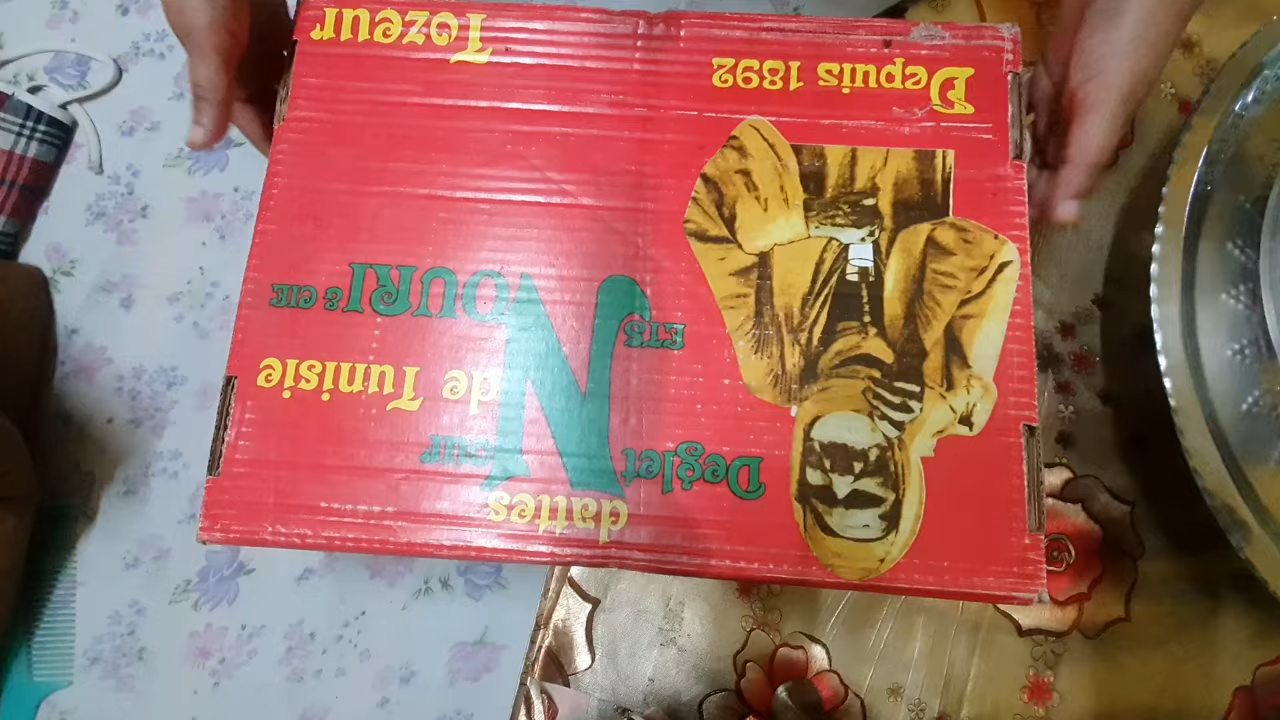 dattes
Deglet Nour
de Tunisie
ETS NOURI & CIE
Depuis 1892
Tozeur